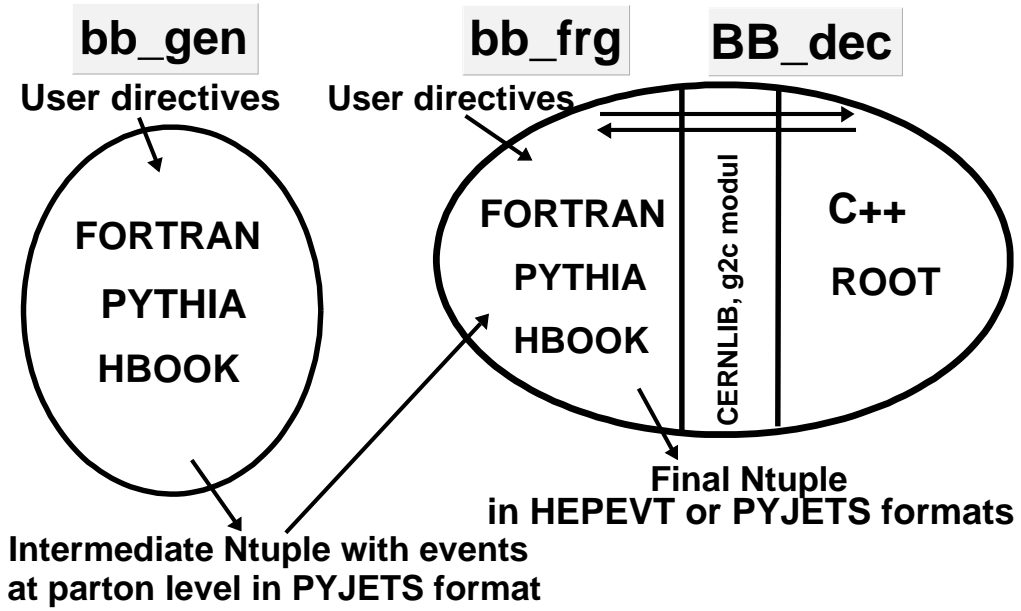 bb_gen
bb_frg
BB_dec
User directives
User directives
FORTRAN
PYTHIA
HBOOK
FORTRAN
PYTHIA
HBOOK
CERNLIB, g2c modul
C++
ROOT
Final Ntuple
in HEPEVT or PYJETS formats
Intermediate Ntuple with events
at parton level in PYJETS format